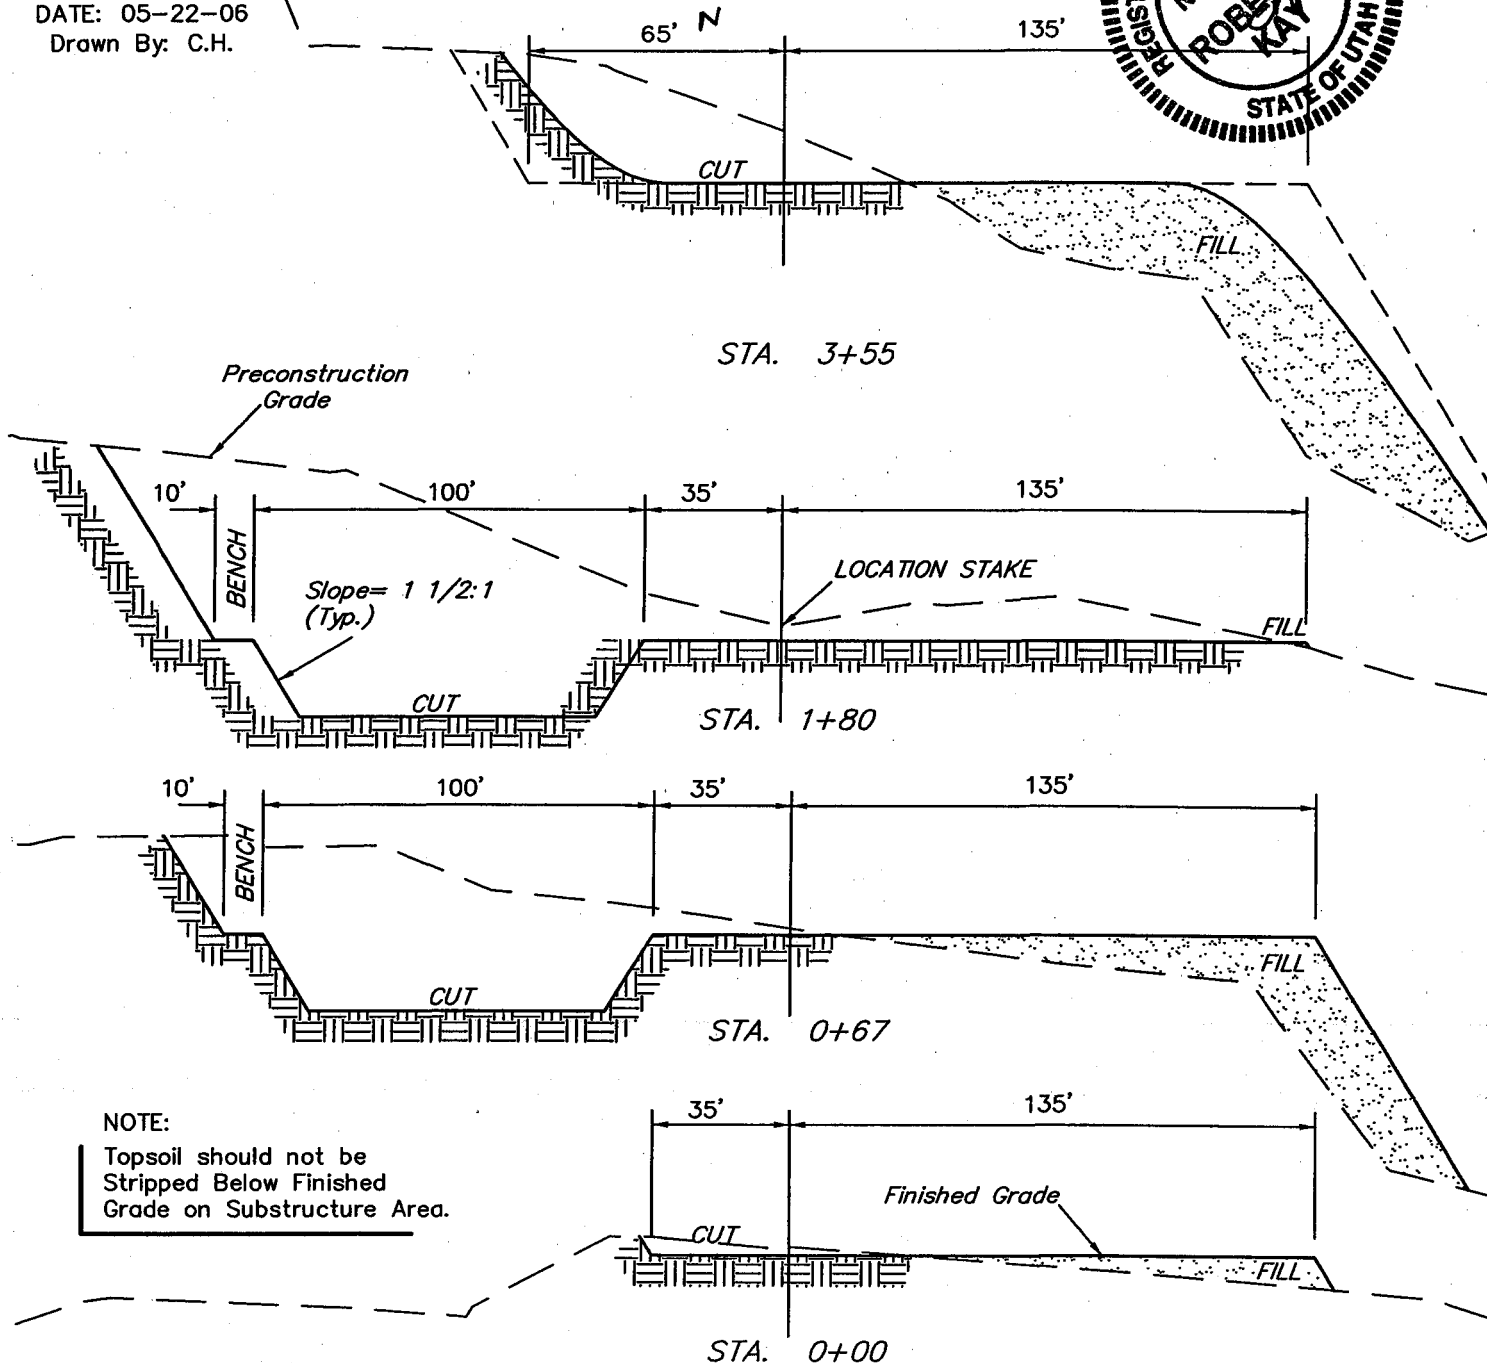 DATE: 05-22-06
Drawn By: C.H.
65' N
135'
REGIST
ROBE
KAY
STATE OF UTAH
CUT
FILL
STA. 3+55
Preconstruction
Grade
10'
100'
35'
135'
BENCH
Slope= 1 1/2:1
(Typ.)
LOCATION STAKE
FILL
CUT
STA. 1+80
10'
100'
35'
135'
BENCH
CUT
FILL
STA. 0+67
NOTE:
Topsoil should not be
Stripped Below Finished
Grade on Substructure Area.
35'
135'
Finished Grade
CUT
FILL
STA. 0+00